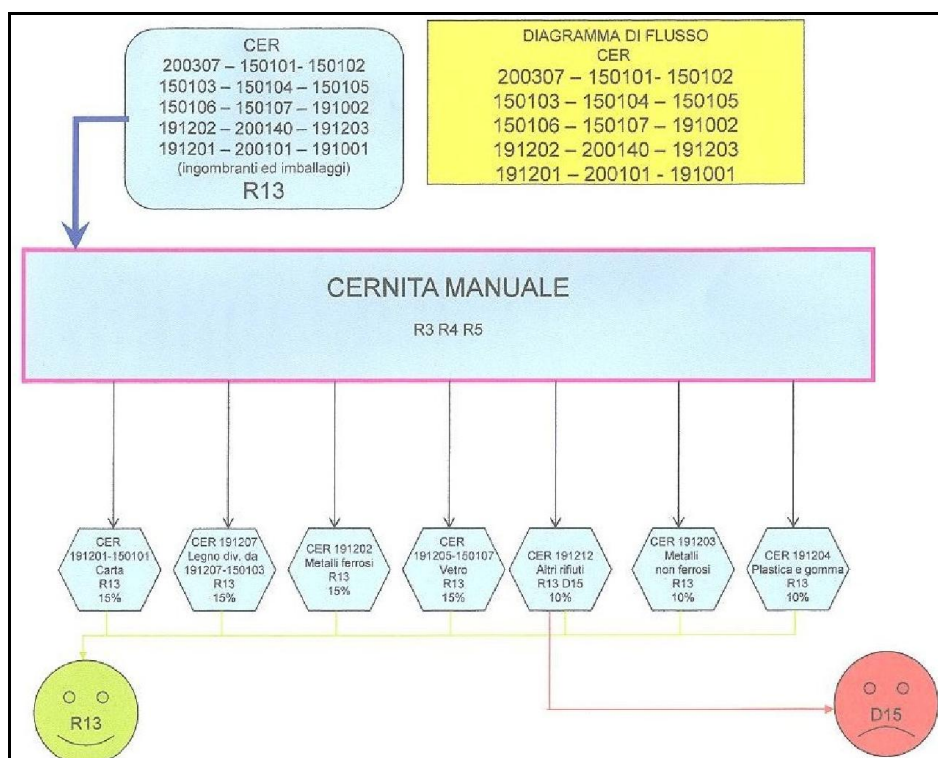 CER
200307 – 150101- 150102
150103 – 150104 – 150105
150106 – 150107 – 191002
191202 – 200140 – 191203
191201 – 200101 – 191001
(ingombranti ed imballaggi)
R13
DIAGRAMMA DI FLUSSO
CER
200307 – 150101- 150102
150103 – 150104 – 150105
150106 – 150107 – 191002
191202 – 200140 – 191203
191201 – 200101 - 191001
CERNITA MANUALE
R3 R4 R5
CER
191201-150101
Carta
R13
15%
CER 191207
Legno div. da
191207-150103
R13
15%
CER 191202
Metalli ferrosi
R13
15%
CER
191205-150107
Vetro
R13
15%
CER 191212
Altri rifiuti
R13 D15
10%
CER 191203
Metalli
non ferrosi
R13
10%
CER 191204
Plastica e gomma
R13
10%
R13
D15